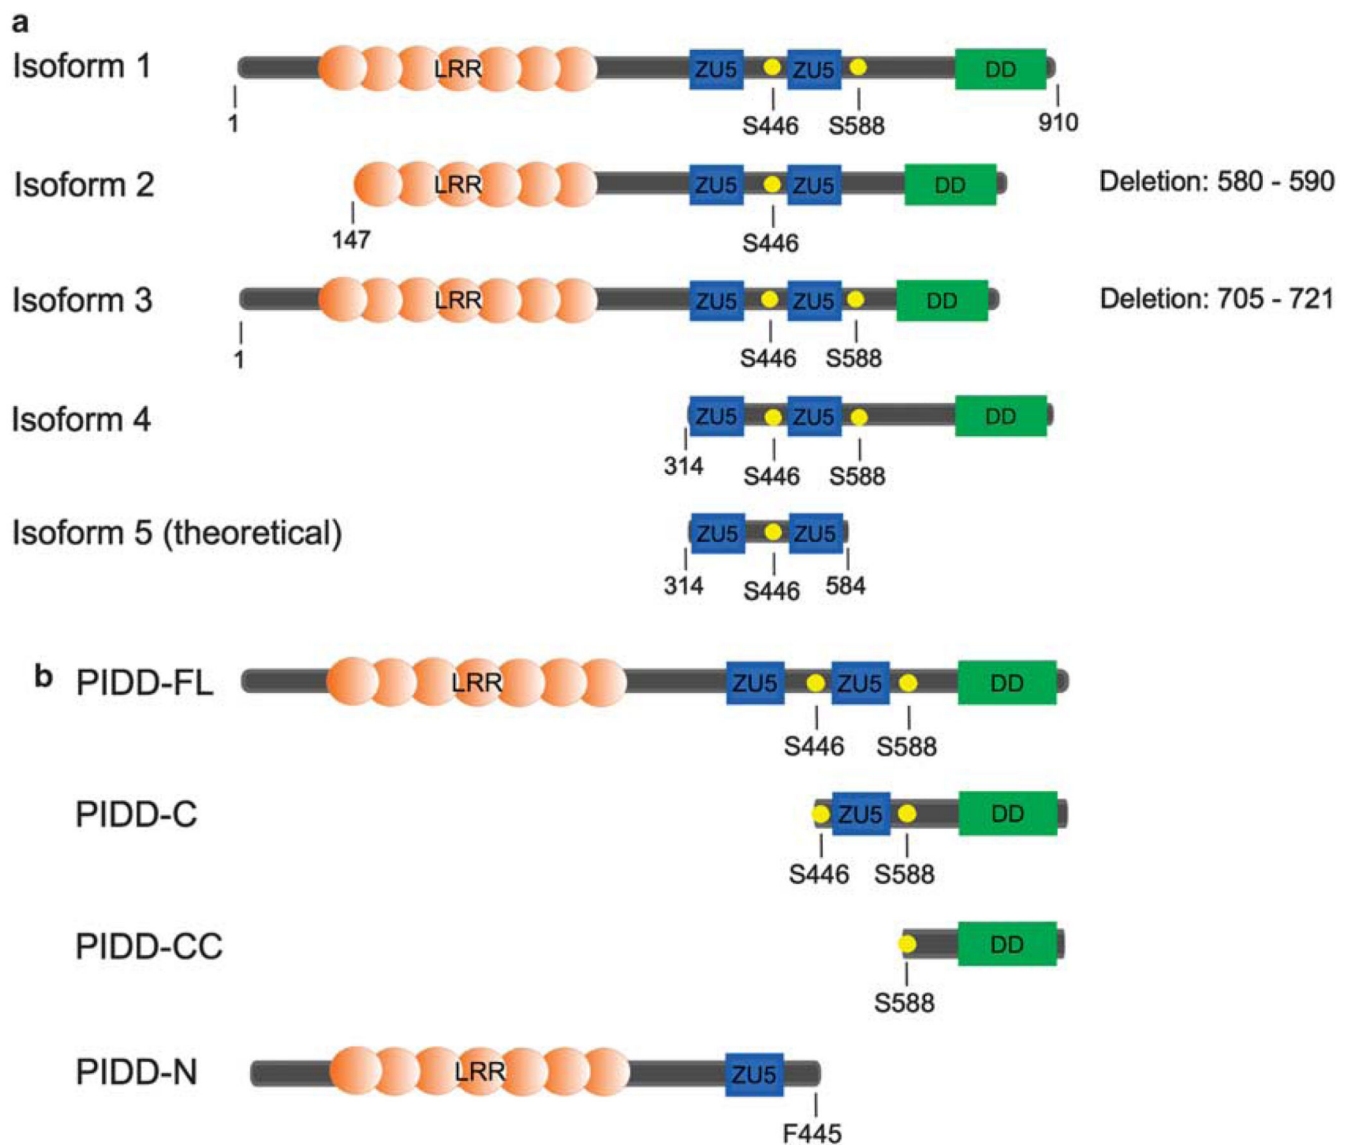 a
Isoform 1 LRR ZU5 ZU5 DD
1 S446 S588 910
Isoform 2 LRR ZU5 ZU5 DD Deletion: 580 - 590
147 S446
Isoform 3 LRR ZU5 ZU5 DD Deletion: 705 - 721
1 S446 S588
Isoform 4 ZU5 ZU5 DD
314 S446 S588
Isoform 5 (theoretical) ZU5 ZU5
314 S446 584
b PIDD-FL LRR ZU5 ZU5 DD
S446 S588
PIDD-C ZU5 DD
S446 S588
PIDD-CC DD
S588
PIDD-N LRR ZU5
F445